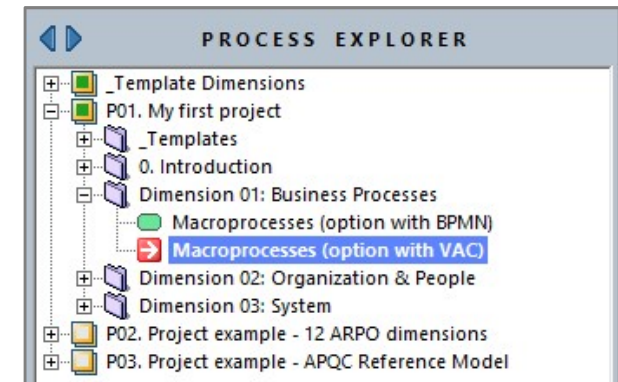 PROCESS EXPLORER
_Template Dimensions
P01. My first project
_Templates
0. Introduction
Dimension 01: Business Processes
Macroprocesses (option with BPMN)
Macroprocesses (option with VAC)
Dimension 02: Organization & People
Dimension 03: System
P02. Project example - 12 ARPO dimensions
P03. Project example - APQC Reference Model